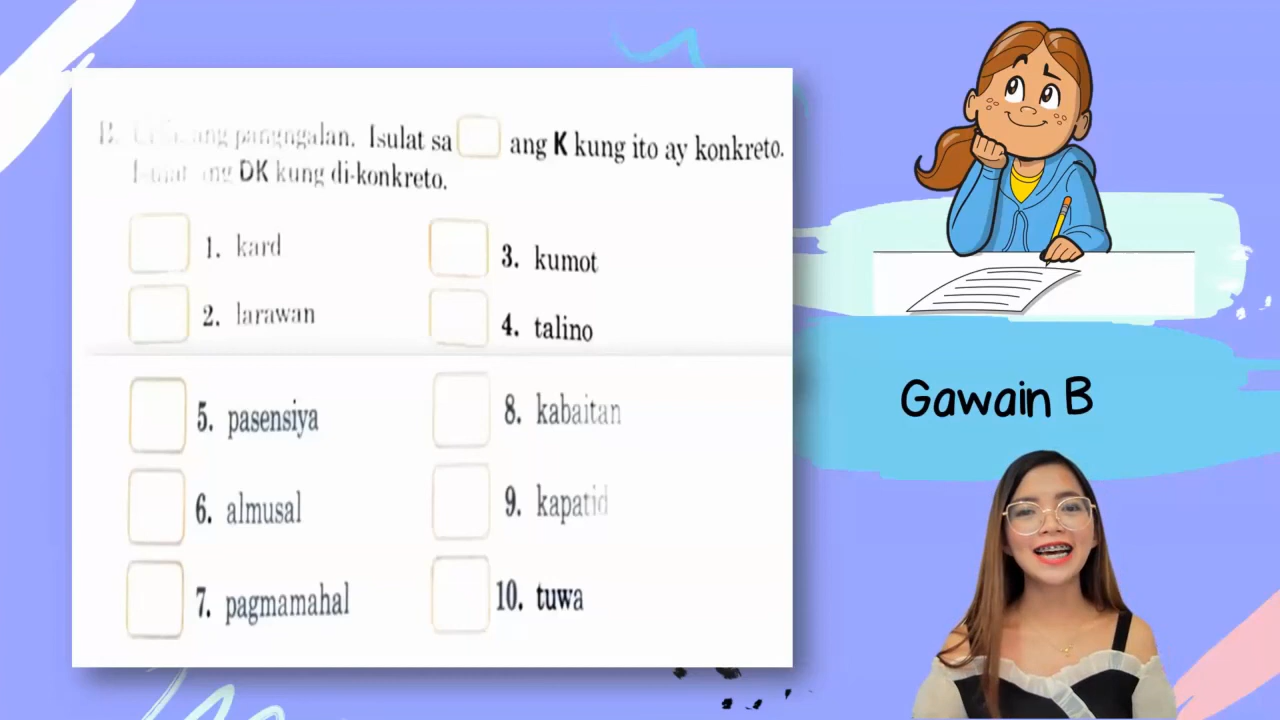 B. ang pangngalan. Isulat sa ang K kung ito ay konkreto.
ang DK kung di-konkreto.
1. kard
2. larawan
3. kumot
4. talino
5. pasensiya
6. almusal
7. pagmamahal
8. kabaitan
9. kapatid
10. tuwa
Gawain B